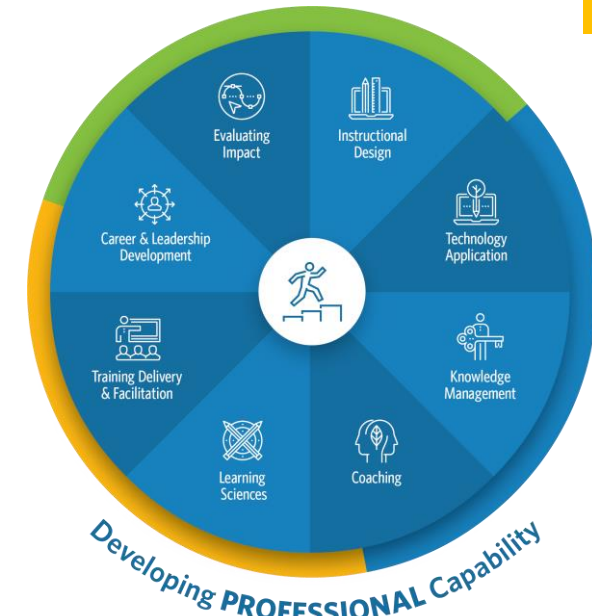 Evaluating
Impact
Instructional
Design
Technology
Application
Knowledge
Management
Coaching
Learning
Sciences
Training Delivery
& Facilitation
Career & Leadership
Development
Developing PROFESSIONAL Capability